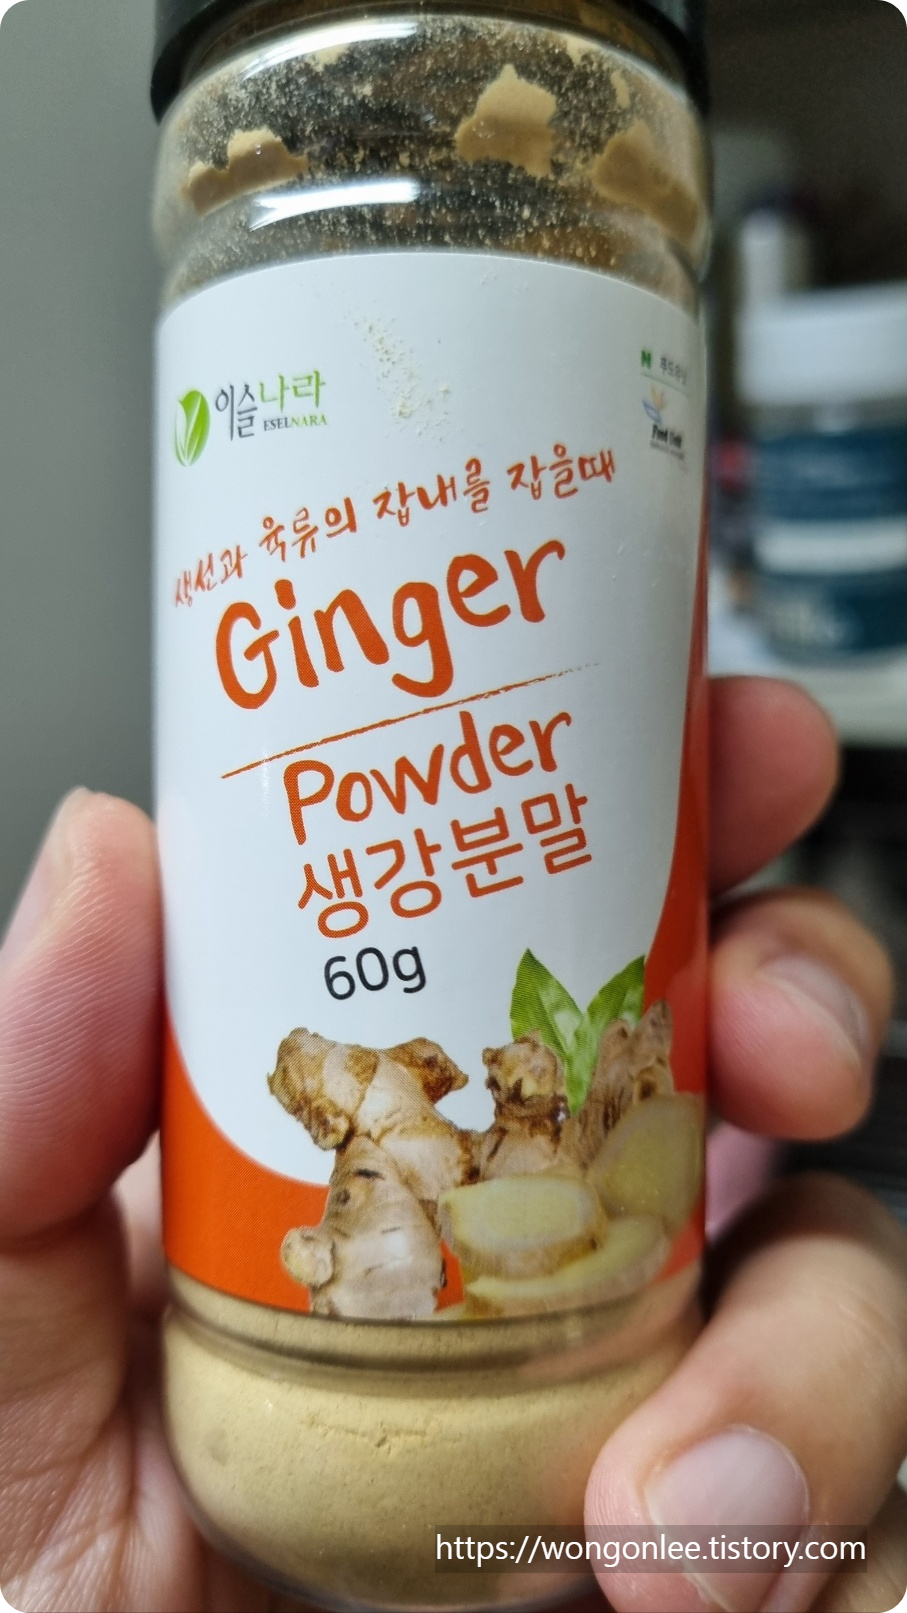 이슬나라
ESELNARA
생선과 육류의 잡내를 잡을때
Ginger
Powder
생강분말
60g
https://wongonlee.tistory.com